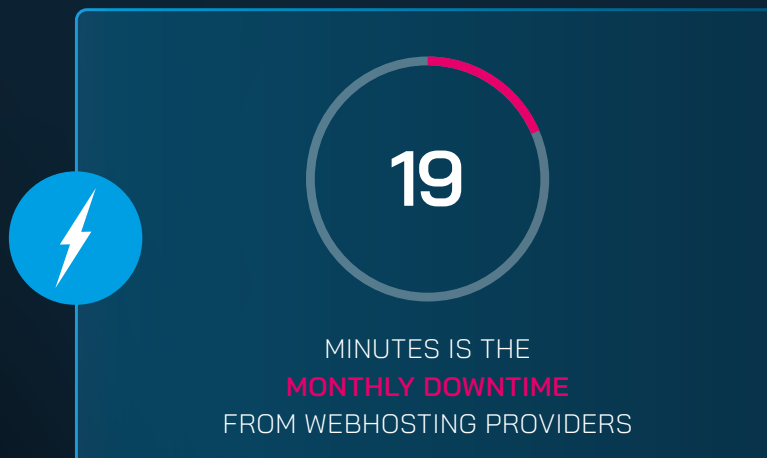 19
MINUTES IS THE
MONTHLY DOWNTIME
FROM WEBHOSTING PROVIDERS